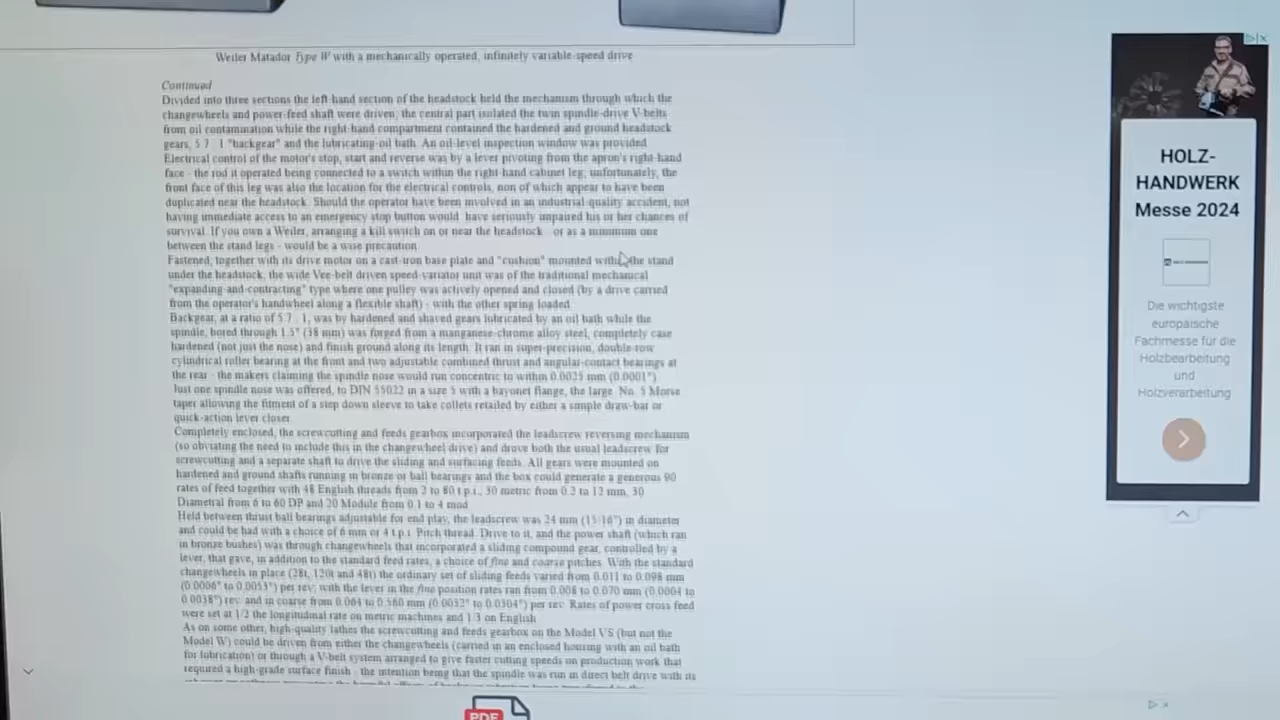 Weiler Matador Type W with a mechanically operated, infinitely variable-speed drive
Continued
Divided into three sections the left-hand section of the headstock held the mechanism through which the
changewheels and power-feed shaft were driven; the central part isolated the twin spindle-drive V-belts
from oil contamination while the right-hand compartment contained the hardened and ground headstock
gears, 5.7 : 1 "backgear" and the lubricating-oil bath. An oil-level inspection window was provided
Electrical control of the motor's stop, start and reverse was by a lever pivoting from the apron's right-hand
face - the rod it operated being connected to a switch within the right-hand cabinet leg; unfortunately, the
front face of this leg was also the location for the electrical controls, non of which appear to have been
duplicated near the headstock. Should the operator have been involved in an industrial-quality accident, not
having immediate access to an emergency stop button would have seriously impaired his or her chances of
survival. If you own a Weiler, arranging a kill switch on or near the headstock - or as a minimum one
between the stand legs - would be a wise precaution.
Fastened, together with its drive motor on a cast-iron base plate and "cushion" mounted within the stand
under the headstock, the wide Vee-belt driven speed-variator unit was of the traditional mechanical
"expanding-and-contracting" type where one pulley was actively opened and closed (by a drive carried
from the operator's handwheel along a flexible shaft) - with the other spring loaded.
Backgear, at a ratio of 5.7 : 1, was by hardened and shaved gears lubricated by an oil bath while the
spindle, bored through 1.5" (38 mm) was forged from a manganese-chrome alloy steel, completely case
hardened (not just the nose) and finish ground along its length. It ran in super-precision, double-row
cylindrical roller bearing at the front and two adjustable combined thrust and angular-contact bearings at
the rear - the makers claiming the spindle nose would run concentric to within 0.0025 mm (0.0001")
Just one spindle nose was offered, to DIN 55022 in a size 5 with a bayonet flange, the large No. 5 Morse
taper allowing the fitment of a step down sleeve to take collets retailed by either a simple draw-bar or
quick-action lever closer.
Completely enclosed, the screwcutting and feeds gearbox incorporated the leadscrew reversing mechanism
(so obviating the need to include this in the changewheel drive) and drove both the usual leadscrew for
screwcutting and a separate shaft to drive the sliding and surfacing feeds. All gears were mounted on
hardened and ground shafts running in bronze or ball bearings and the box could generate a generous 90
rates of feed together with 48 English threads from 2 to 80 t.p.i., 30 metric from 0.2 to 12 mm, 30
Diametral from 6 to 60 DP and 20 Module from 0.1 to 4 mod
Held between thrust ball bearings adjustable for end play, the leadscrew was 24 mm (15/16") in diameter
and could be had with a choice of 6 mm or 4 t.p.i. Pitch thread. Drive to it, and the power shaft (which ran
in bronze bushes) was through changewheels that incorporated a sliding compound gear, controlled by a
lever, that gave, in addition to the standard feed rates, a choice of fine and coarse pitches. With the standard
changewheels in place (28t, 120t and 48t) the ordinary set of sliding feeds varied from 0.011 to 0.098 mm
(0.0006" to 0.0053") per rev; with the lever in the fine position rates ran from 0.008 to 0.070 mm (0.0004 to
0.0038") rev. and in coarse from 0.064 to 0.560 mm (0.0032" to 0.0304") per rev. Rates of power cross feed
were set at 1/2 the longitudinal rate on metric machines and 1/3 on English.
As on some other, high-quality lathes the screwcutting and feeds gearbox on the Model VS (but not the
Model W) could be driven from either the changewheels (carried in an enclosed housing with an oil bath
for lubrication) or through a V-belt system arranged to give faster cutting speeds on production work that
required a high-grade surface finish - the intention being that the spindle was run in direct belt drive with its
HOLZ-
HANDWERK
Messe 2024
Die wichtigste
europäische
Fachmesse für die
Holzbearbeitung
und
Holzverarbeitung
PDF